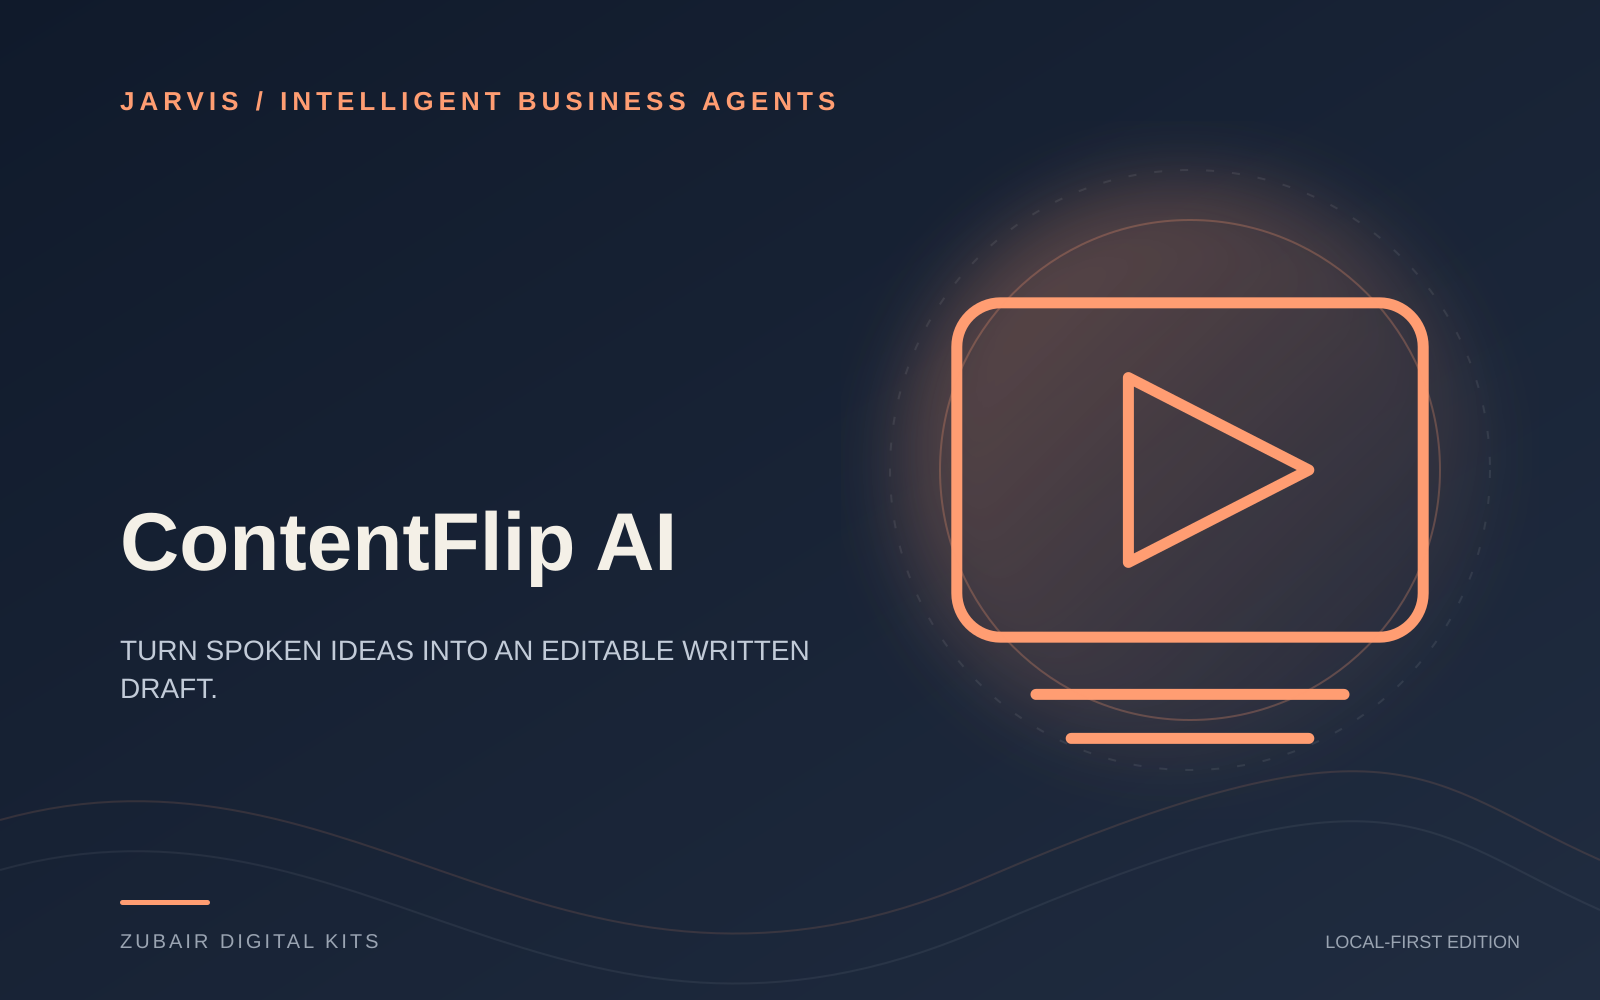 JARVIS / INTELLIGENT BUSINESS AGENTS
ContentFlip AI
TURN SPOKEN IDEAS INTO AN EDITABLE WRITTEN
DRAFT.
ZUBAIR DIGITAL KITS
LOCAL-FIRST EDITION